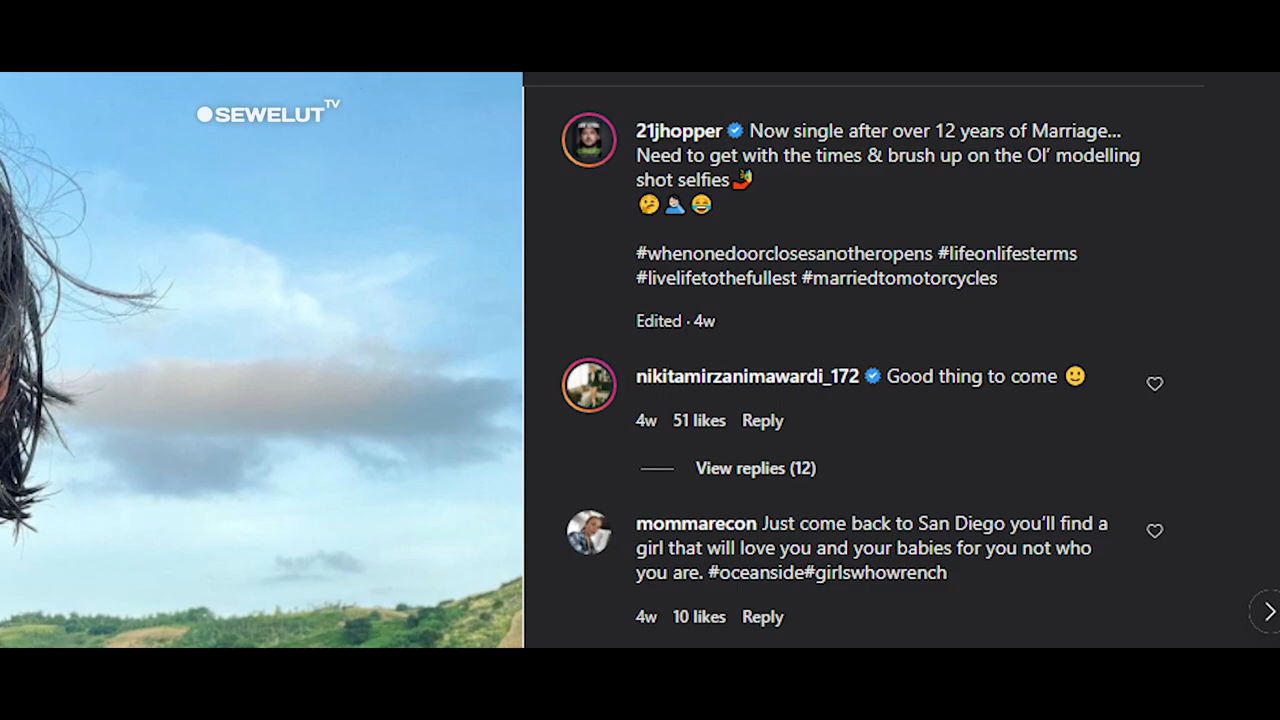 SEWELUT TV
21jhopper Now single after over 12 years of Marriage...
Need to get with the times & brush up on the Ol' modelling
shot selfies🤳
🤔🤦🏻‍♂️😂
#whenonedoorclosesanotheropens #lifeonlifesterms
#livelifetothefullest #marriedtomotorcycles
Edited · 4w
nikitamirzanimawardi_172 Good thing to come 🙂
4w 51 likes Reply
View replies (12)
mommarecon Just come back to San Diego you'll find a
girl that will love you and your babies for you not who
you are. #oceanside#girlswhowrench
4w 10 likes Reply